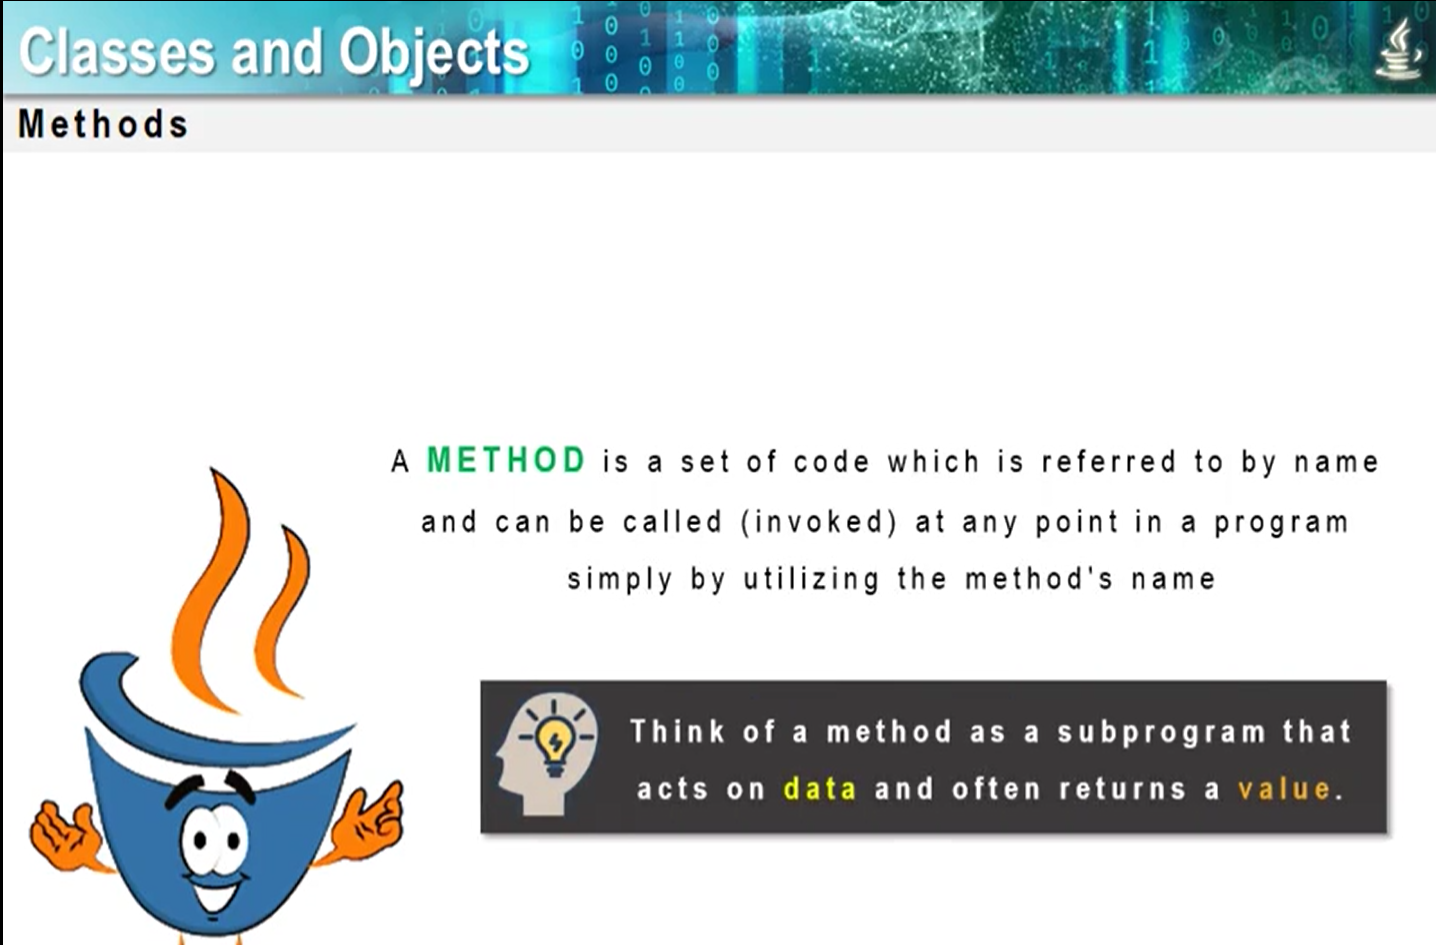 Classes and Objects
Methods
A METHOD is a set of code which is referred to by name
and can be called (invoked) at any point in a program
simply by utilizing the method's name
Think of a method as a subprogram that
acts on data and often returns a value.